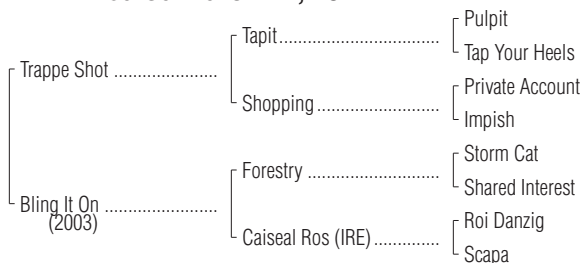 Pulpit
Tapit
Tap Your Heels
Trappe Shot
Private Account
Shopping
Impish
Storm Cat
Forestry
Shared Interest
Bling It On
(2003)
Roi Danzig
Caiseal Ros (IRE)
Scapa